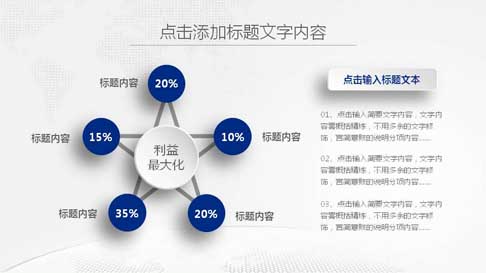 点击添加标题文字内容
标题内容
20%
标题内容
15%
10%
标题内容
利益
最大化
标题内容
35%
20%
标题内容
点击输入标题文本
01、点击输入简要文字内容，文字内
容需概括精炼，不用多余的文字修
饰，言简意赅的说明分项内容……
02、点击输入简要文字内容，文字内
容需概括精炼，不用多余的文字修
饰，言简意赅的说明分项内容……
03、点击输入简要文字内容，文字内
容需概括精炼，不用多余的文字修
饰，言简意赅的说明分项内容……